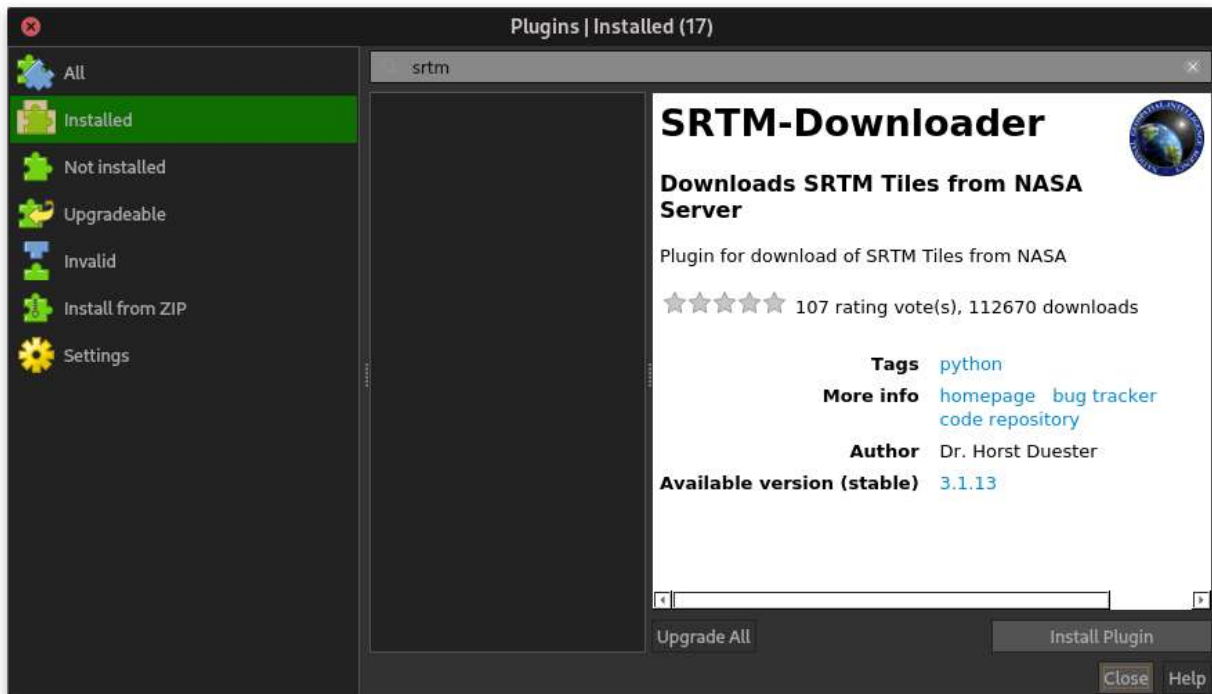 Plugins | Installed (17)
All
Installed
Not installed
Upgradeable
Invalid
Install from ZIP
Settings
srtm
SRTM-Downloader
Downloads SRTM Tiles from NASA
Server
Plugin for download of SRTM Tiles from NASA
107 rating vote(s), 112670 downloads
Tags python
More info homepage bug tracker
code repository
Author Dr. Horst Duester
Available version (stable) 3.1.13
Upgrade All
Install Plugin
Close Help